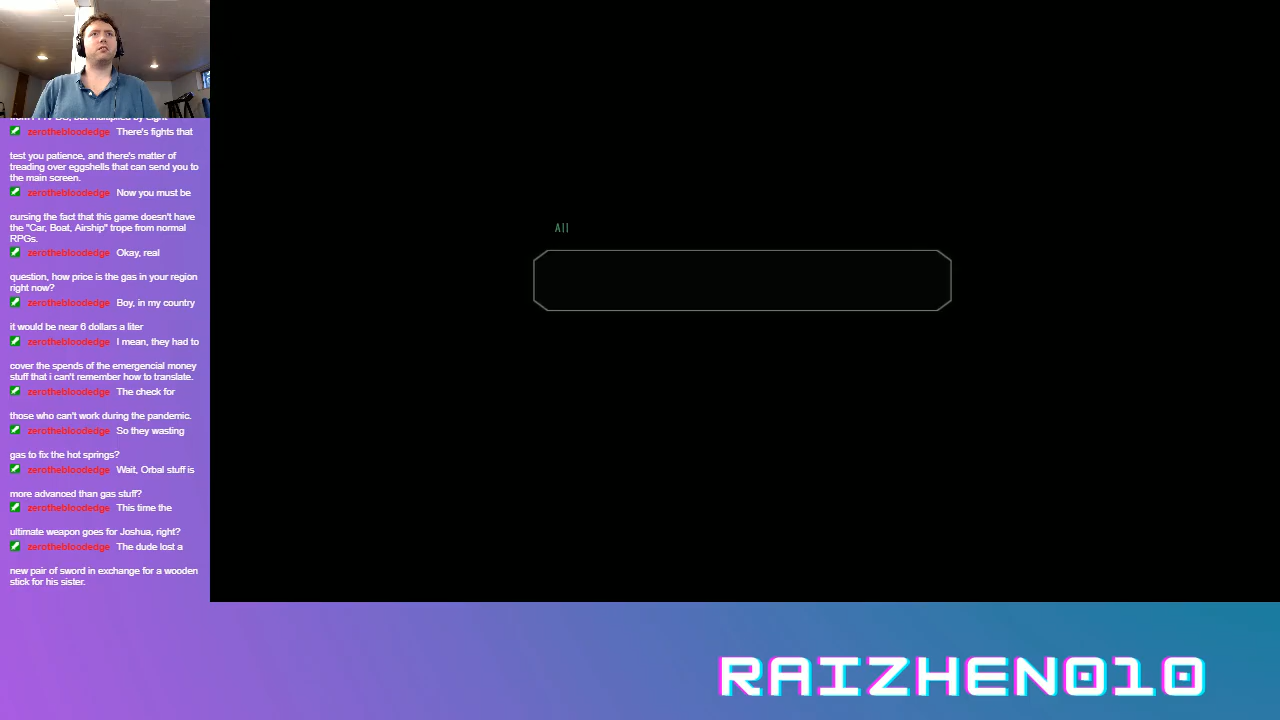 zerothebloodedge There's fights that
test you patience, and there's matter of
treading over eggshells that can send you to
the main screen.
zerothebloodedge Now you must be
cursing the fact that this game doesn't have
the "Car, Boat, Airship" trope from normal
RPGs.
zerothebloodedge Okay, real
question, how price is the gas in your region
right now?
zerothebloodedge Boy, in my country
it would be near 6 dollars a liter
zerothebloodedge I mean, they had to
cover the spends of the emergencial money
stuff that i can't remember how to translate.
zerothebloodedge The check for
those who can't work during the pandemic.
zerothebloodedge So they wasting
gas to fix the hot springs?
zerothebloodedge Wait, Orbal stuff is
more advanced than gas stuff?
zerothebloodedge This time the
ultimate weapon goes for Joshua, right?
zerothebloodedge The dude lost a
new pair of sword in exchange for a wooden
stick for his sister.
All
RAIZHEN010